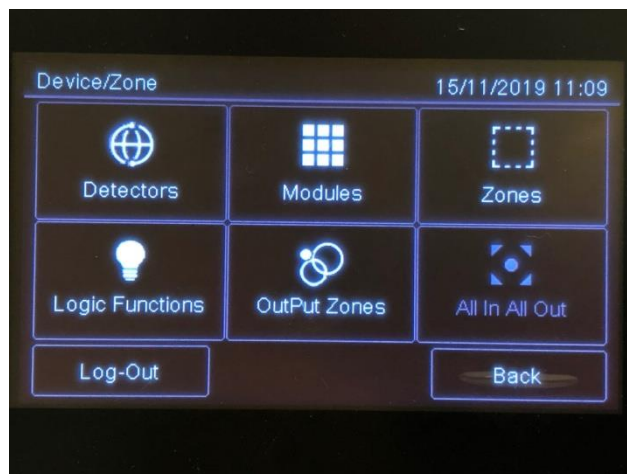 Device/Zone 15/11/2019 11:09
Detectors Modules Zones
Logic Functions OutPut Zones All In All Out
Log-Out Back